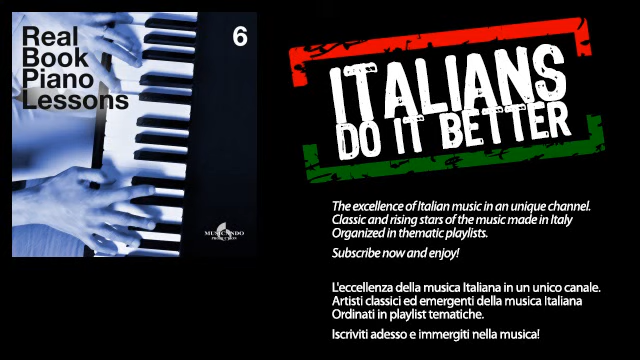 Real
Book
Piano
Lessons
6
MUSICANDO
PRODUCTION
ITALIANS
DO IT BETTER
The excellence of Italian music in an unique channel.
Classic and rising stars of the music made in Italy
Organized in thematic playlists.
Subscribe now and enjoy!
L'eccellenza della musica Italiana in un unico canale.
Artisti classici ed emergenti della musica Italiana
Ordinati in playlist tematiche.
Iscriviti adesso e immergiti nella musica!